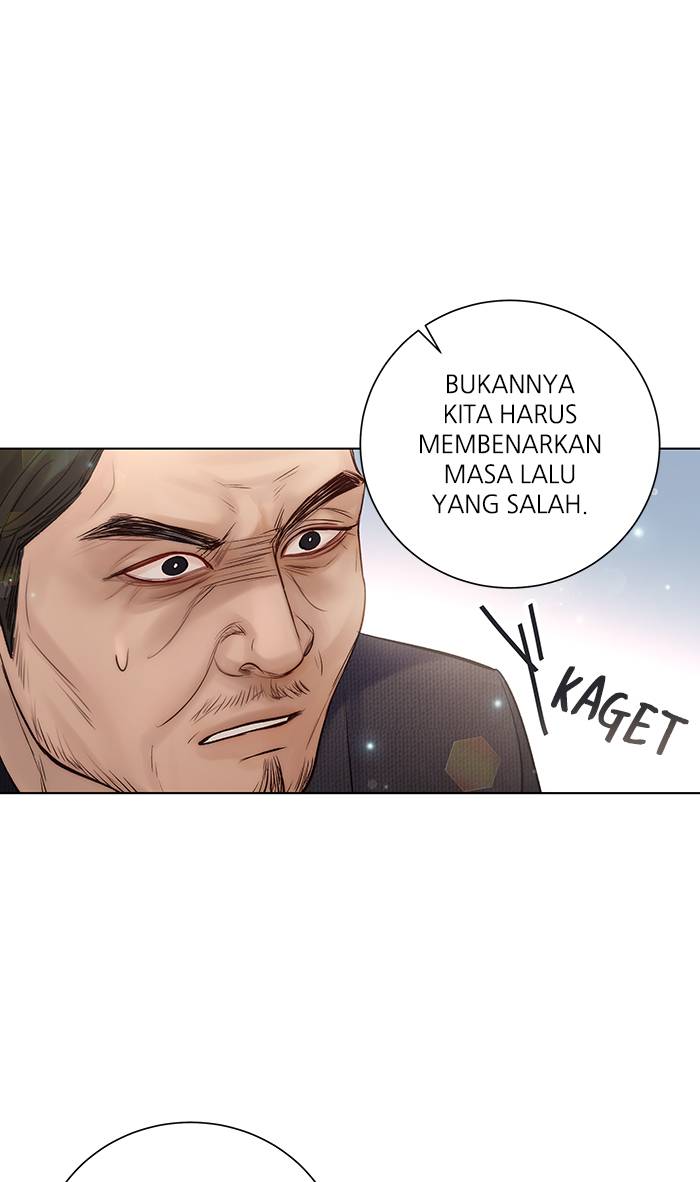 BUKANNYA
KITA HARUS
MEMBENARKAN
MASA LALU
YANG SALAH.
KAGET